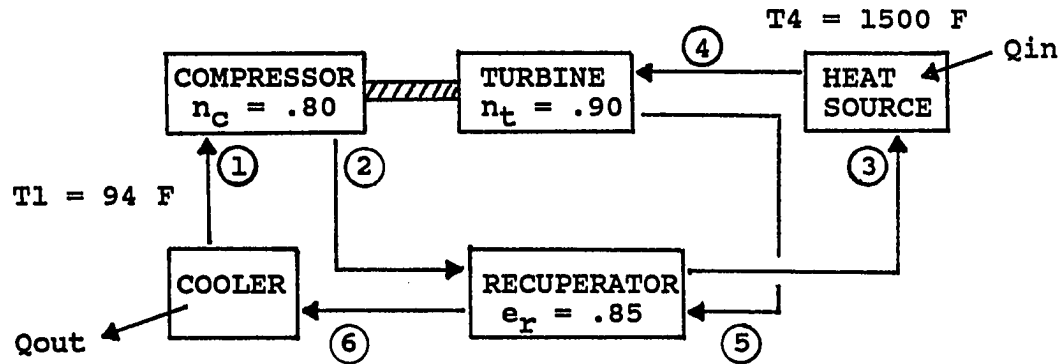 T4 = 1500 F
④
Qin
COMPRESSOR
n_c = .80
TURBINE
n_t = .90
HEAT
SOURCE
①
②
③
T1 = 94 F
COOLER
RECUPERATOR
e_r = .85
Qout
⑥
⑤